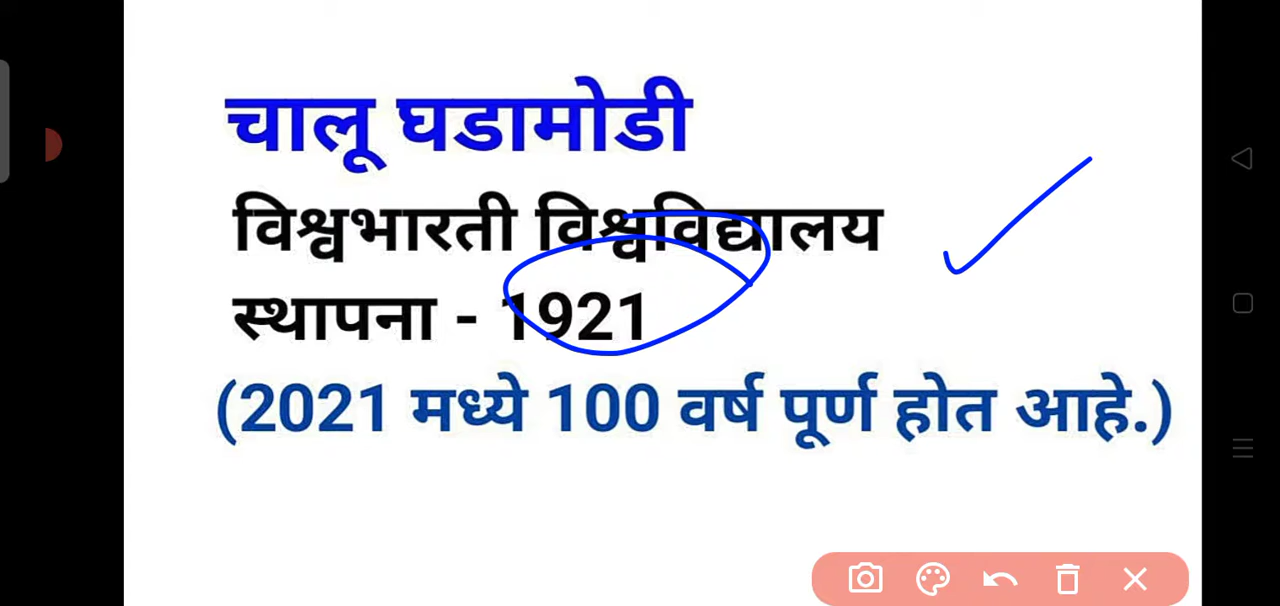 चालू घडामोडी
विश्वभारती विश्वविद्यालय
स्थापना - 1921
(2021 मध्ये 100 वर्ष पूर्ण होत आहे.)